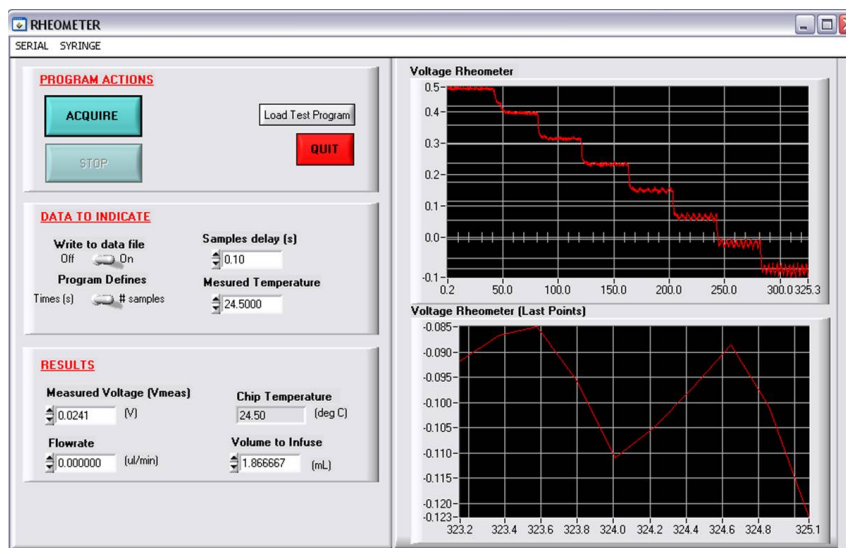 RHEOMETER
SERIAL SYRINGE
PROGRAM ACTIONS
ACQUIRE
Load Test Program
STOP
QUIT
DATA TO INDICATE
Write to data file
Off On
Samples delay (s)
0.10
Program Defines
Times (s) # samples
Mesured Temperature
24.5000
RESULTS
Measured Voltage (Vmeas)
0.0241 (V)
Chip Temperature
24.50 (deg C)
Flowrate
0.000000 (ul/min)
Volume to Infuse
1.866667 (mL)
Voltage Rheometer
0.5
0.4
0.3
0.2
0.1
0.0
-0.1
0.2 50.0 100.0 150.0 200.0 250.0 300.0 325.3
Voltage Rheometer (Last Points)
-0.085
-0.090
-0.095
-0.100
-0.105
-0.110
-0.115
-0.120
-0.123
323.2 323.4 323.6 323.8 324.0 324.2 324.4 324.6 324.8 325.1